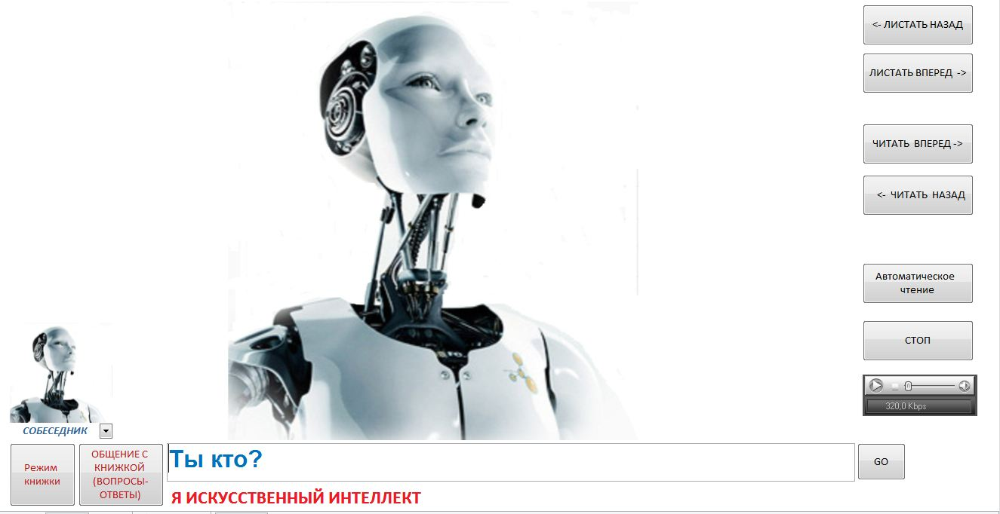 <- ЛИСТАТЬ НАЗАД
ЛИСТАТЬ ВПЕРЕД ->
ЧИТАТЬ ВПЕРЕД ->
<- ЧИТАТЬ НАЗАД
Автоматическое
чтение
СТОП
320,0 Kbps
СОБЕСЕДНИК
Режим
книжки
ОБЩЕНИЕ С
КНИЖКОЙ
(ВОПРОСЫ-
ОТВЕТЫ)
Ты кто?
GO
Я ИСКУССТВЕННЫЙ ИНТЕЛЛЕКТ